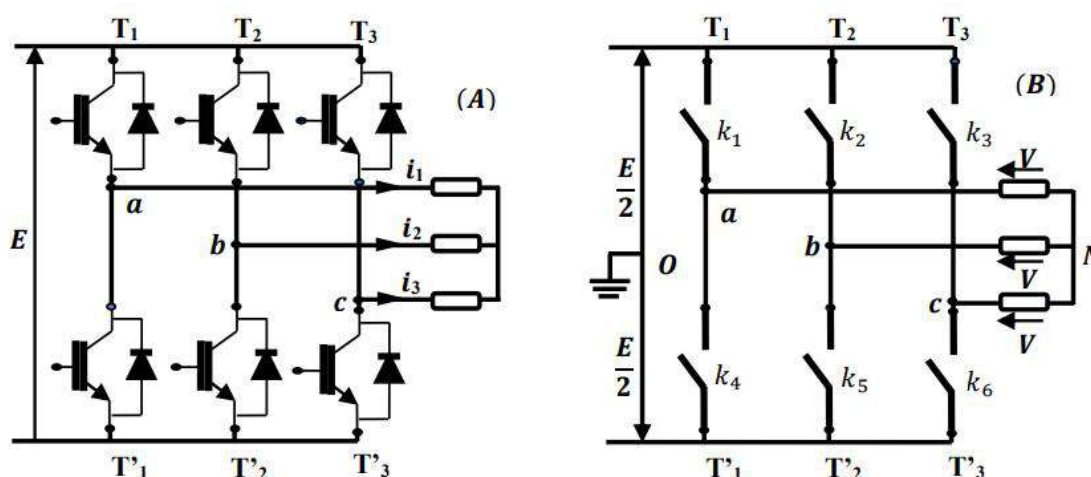 T1 T2 T3
(A)
i1
a
E
i2
b
i3
c
T'1 T'2 T'3
T1 T2 T3
(B)
k1 k2 k3
V
E/2
a
b
N
O
V
c
V
E/2
k4 k5 k6
T'1 T'2 T'3